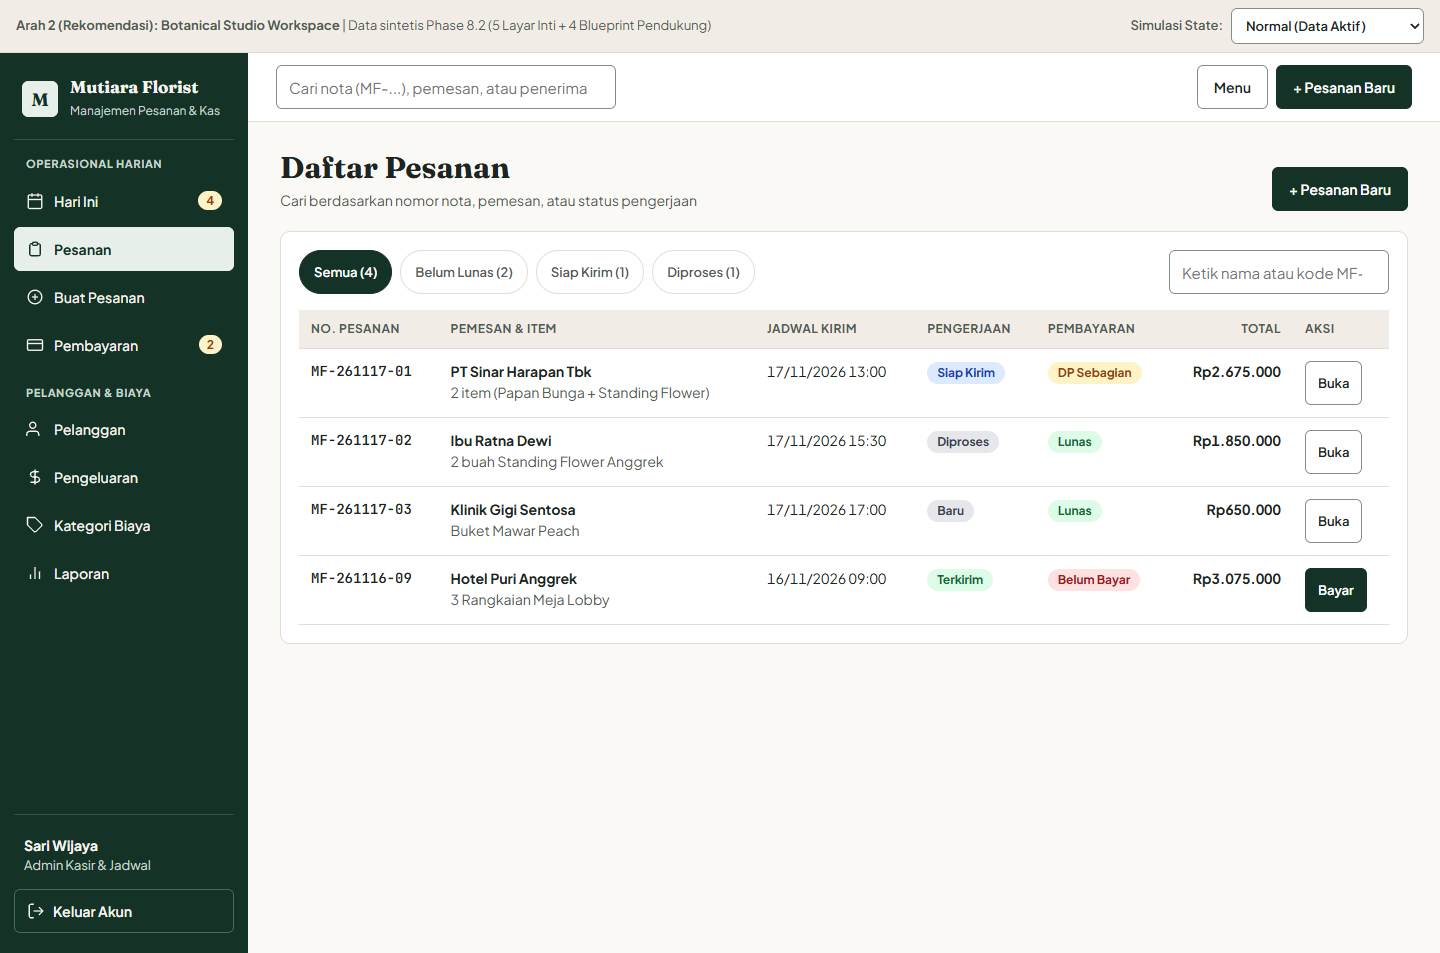 Arah 2 (Rekomendasi): Botanical Studio Workspace | Data sintetis Phase 8.2 (5 Layar Inti + 4 Blueprint Pendukung)
Simulasi State: Normal (Data Aktif)
M
Mutiara Florist
Manajemen Pesanan & Kas
OPERASIONAL HARIAN
Hari Ini 4
Pesanan
Buat Pesanan
Pembayaran 2
PELANGGAN & BIAYA
Pelanggan
Pengeluaran
Kategori Biaya
Laporan
Sari Wijaya
Admin Kasir & Jadwal
Keluar Akun
Cari nota (MF-...), pemesan, atau penerima
Menu
+ Pesanan Baru
Daftar Pesanan
Cari berdasarkan nomor nota, pemesan, atau status pengerjaan
+ Pesanan Baru
Semua (4) Belum Lunas (2) Siap Kirim (1) Diproses (1)
Ketik nama atau kode MF-
NO. PESANAN PEMESAN & ITEM JADWAL KIRIM PENGERJAAN PEMBAYARAN TOTAL AKSI
MF-261117-01 PT Sinar Harapan Tbk 17/11/2026 13:00 Siap Kirim DP Sebagian Rp2.675.000 Buka
2 item (Papan Bunga + Standing Flower)
MF-261117-02 Ibu Ratna Dewi 17/11/2026 15:30 Diproses Lunas Rp1.850.000 Buka
2 buah Standing Flower Anggrek
MF-261117-03 Klinik Gigi Sentosa 17/11/2026 17:00 Baru Lunas Rp650.000 Buka
Buket Mawar Peach
MF-261116-09 Hotel Puri Anggrek 16/11/2026 09:00 Terkirim Belum Bayar Rp3.075.000 Bayar
3 Rangkaian Meja Lobby